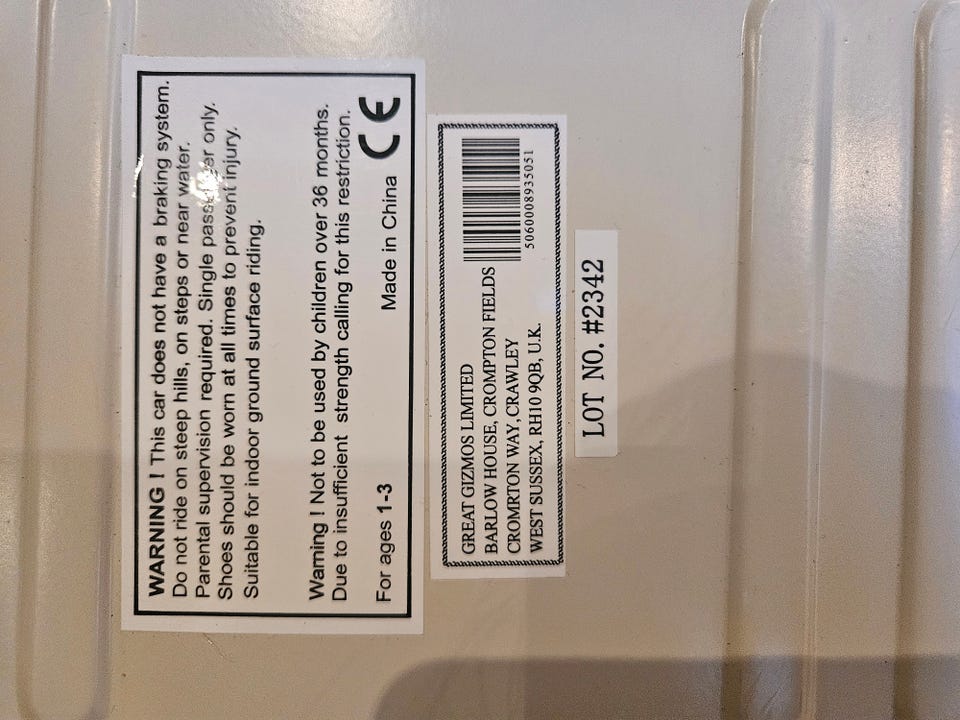 WARNING ! This car does not have a braking system.
Do not ride on steep hills, on steps or near water.
Parental supervision required. Single passenger only.
Shoes should be worn at all times to prevent injury.
Suitable for indoor ground surface riding.
Warning ! Not to be used by children over 36 months.
Due to insufficient strength calling for this restriction.
For ages 1-3 Made in China CE
GREAT GIZMOS LIMITED
BARLOW HOUSE, CROMPTON FIELDS
CROMRTON WAY, CRAWLEY
WEST SUSSEX, RH10 9QB, U.K.
5060008935051
LOT NO. #2342